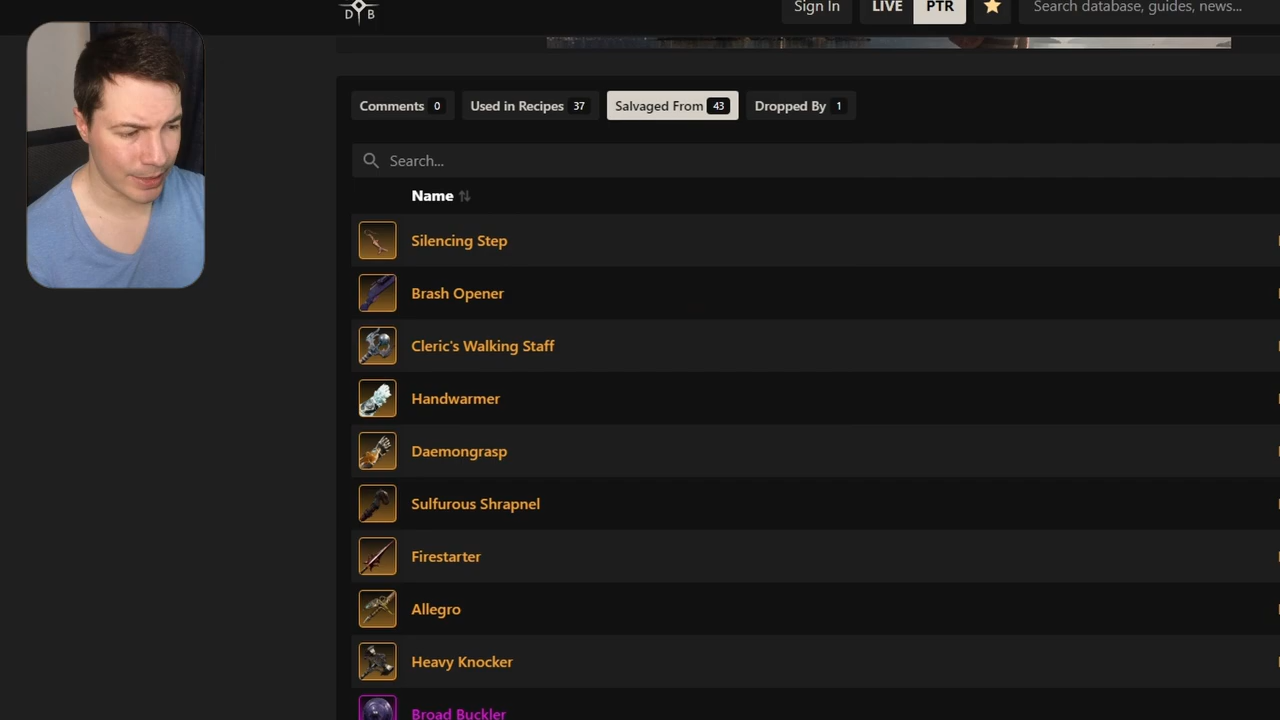 D B
Sign In LIVE PTR Search database, guides, news...
Comments 0 Used in Recipes 37 Salvaged From 43 Dropped By 1
Search...
Name
Silencing Step
Brash Opener
Cleric's Walking Staff
Handwarmer
Daemongrasp
Sulfurous Shrapnel
Firestarter
Allegro
Heavy Knocker
Broad Buckler